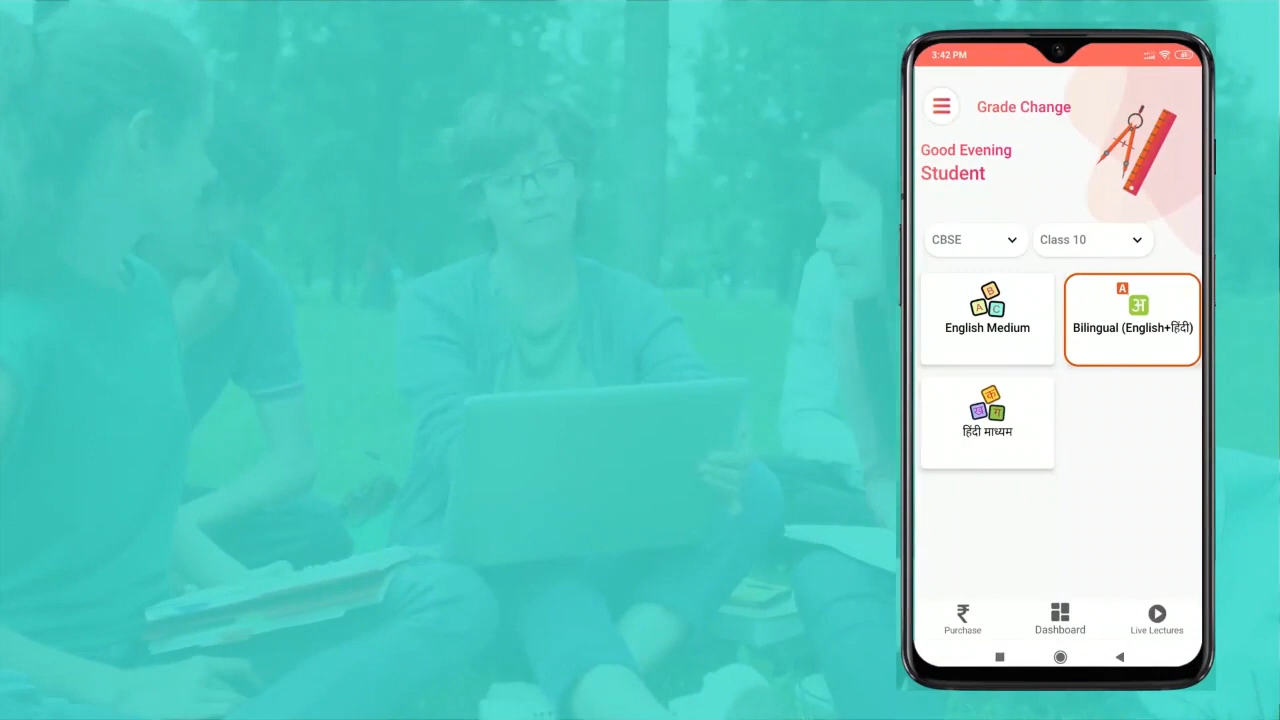 3:42 PM
Grade Change
Good Evening
Student
CBSE
Class 10
B
A C
English Medium
A
अ
Bilingual (English+हिंदी)
क
ख ग
हिंदी माध्यम
Purchase
Dashboard
Live Lectures